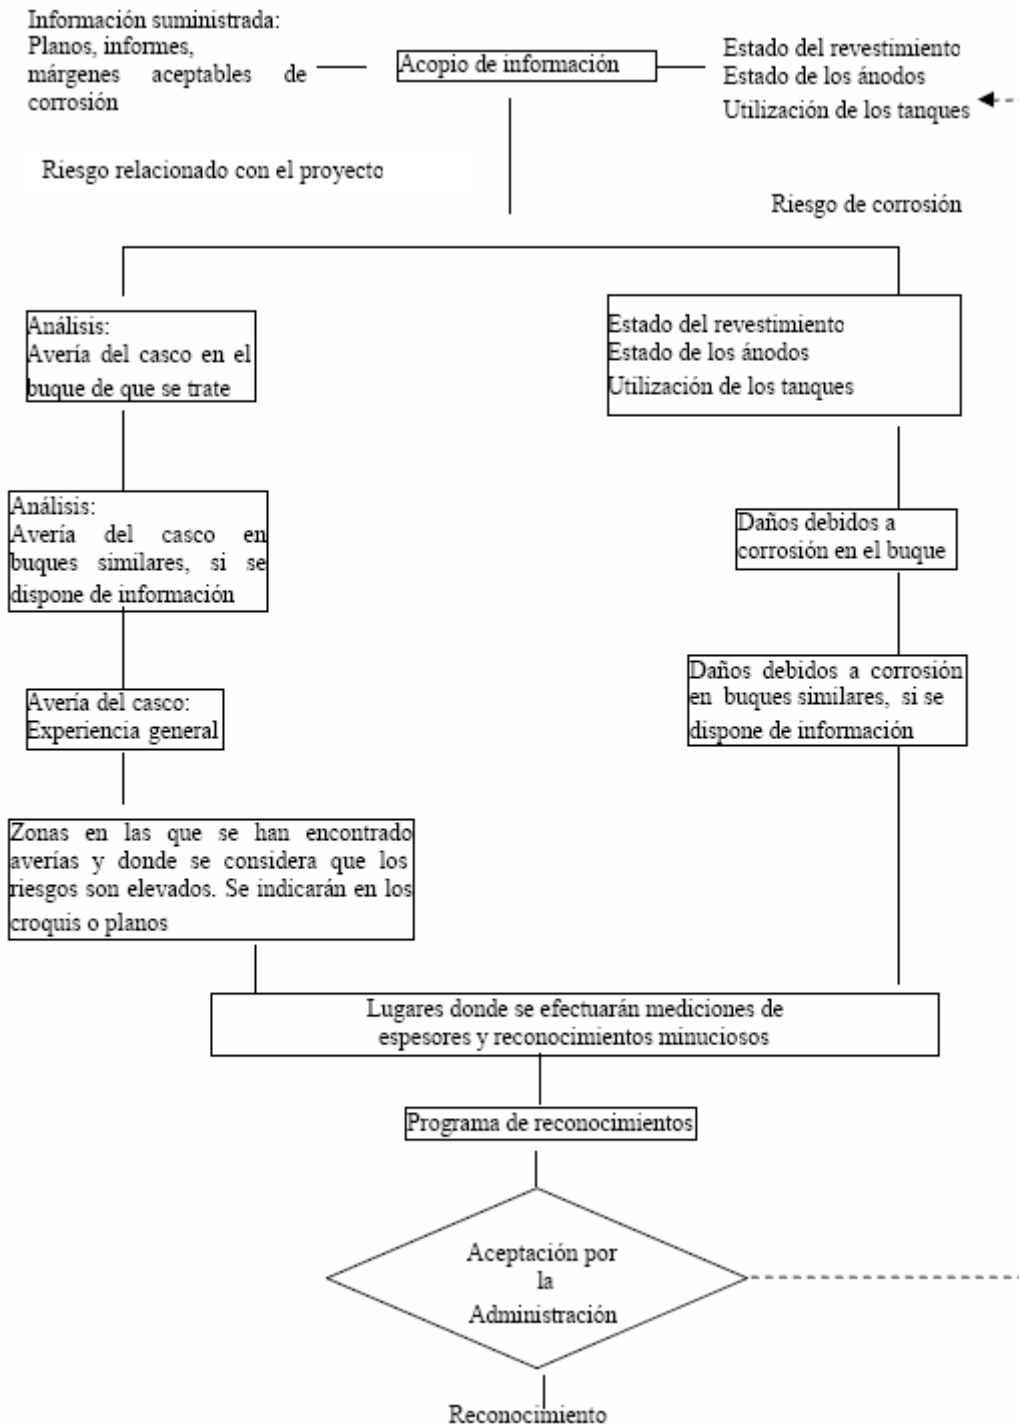 Información suministrada:
Planos, informes,
márgenes aceptables de
corrosión
Acopio de información
Estado del revestimiento
Estado de los ánodos
Utilización de los tanques
Riesgo relacionado con el proyecto
Riesgo de corrosión
Análisis:
Avería del casco en el
buque de que se trate
Estado del revestimiento
Estado de los ánodos
Utilización de los tanques
Análisis:
Avería del casco en
buques similares, si se
dispone de información
Daños debidos a
corrosión en el buque
Avería del casco:
Experiencia general
Daños debidos a corrosión
en buques similares, si se
dispone de información
Zonas en las que se han encontrado
averías y donde se considera que los
riesgos son elevados. Se indicarán en los
croquis o planos
Lugares donde se efectuarán mediciones de
espesores y reconocimientos minuciosos
Programa de reconocimientos
Aceptación por
la
Administración
Reconocimiento